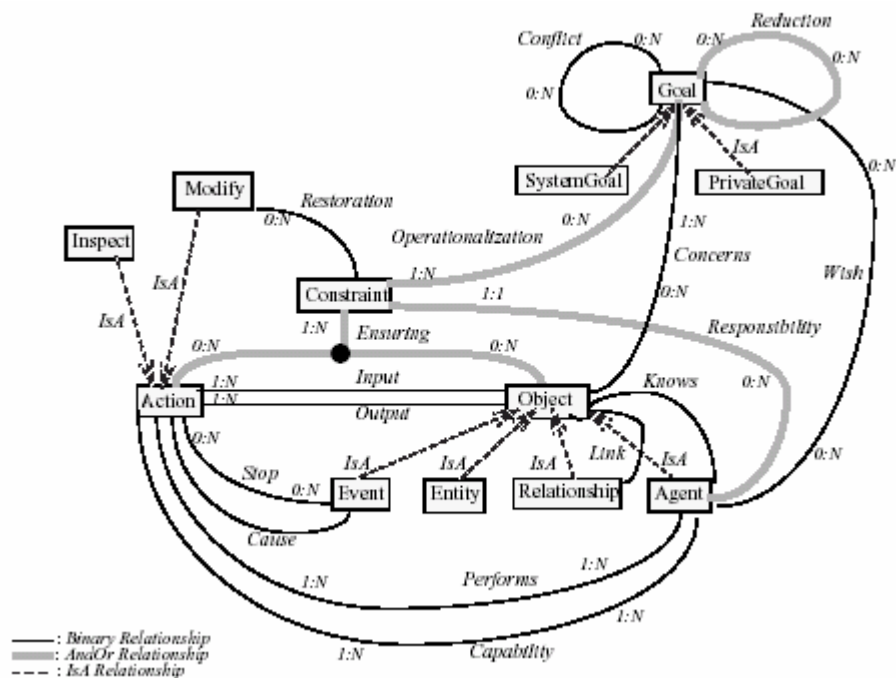 Reduction
Conflict 0:N 0:N
0:N
0:N
Goal
IsA
0:N
SystemGoal PrivateGoal
Modify
Restoration
0:N
0:N
Inspect
Operationalization
1:N
Concerns
IsA
1:N
Constraint
1:1
0:N
Wish
IsA
1:N
Ensuring
Responsibility
0:N
0:N
Input
Knows
0:N
1:N
Action
1:N
Object
Output
0:N
Stop
IsA
IsA
IsA
Link
IsA
0:N
0:N
Event
Entity
Relationship
Agent
Cause
1:N
Performs
1:N
1:N
1:N
Capability
: Binary Relationship
: AndOr Relationship
: IsA Relationship